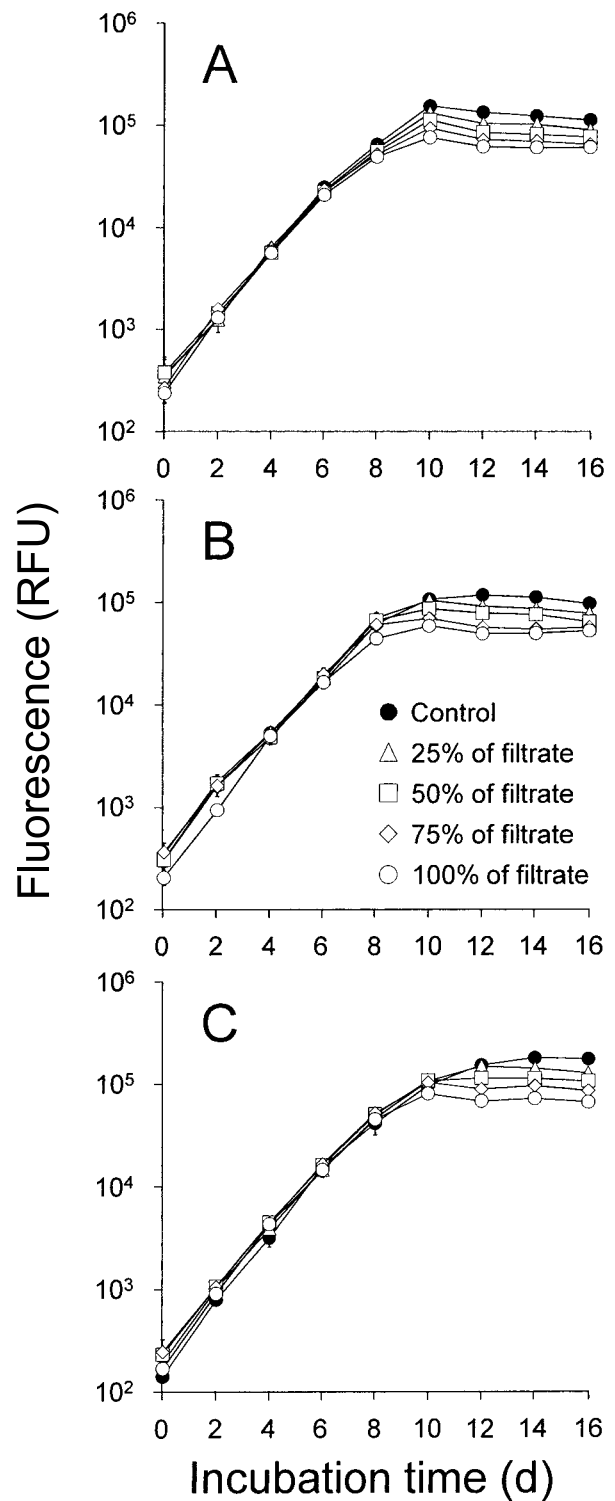 A
10⁶
10⁵
10⁴
10³
10²
0 2 4 6 8 10 12 14 16
B
10⁶
10⁵
10⁴
10³
10²
0 2 4 6 8 10 12 14 16
Control
25% of filtrate
50% of filtrate
75% of filtrate
100% of filtrate
C
10⁶
10⁵
10⁴
10³
10²
0 2 4 6 8 10 12 14 16
Fluorescence (RFU)
Incubation time (d)